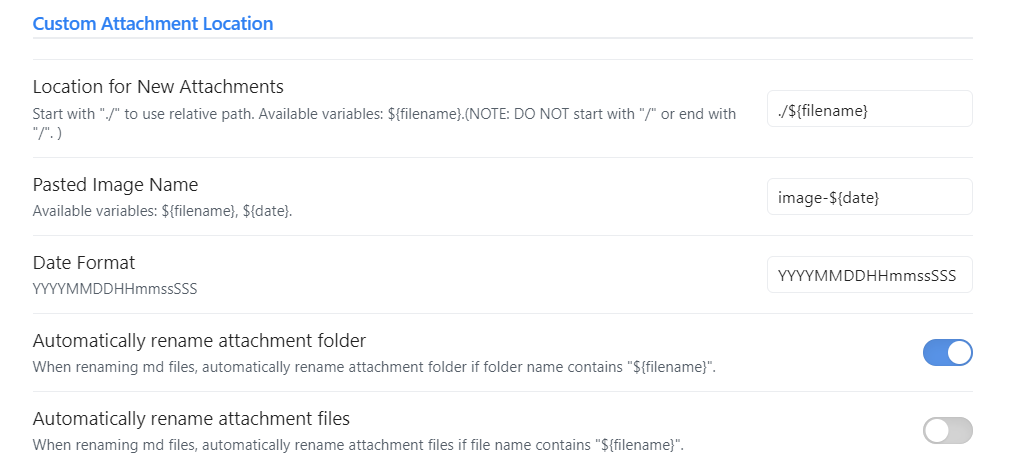 Custom Attachment Location
Location for New Attachments
Start with "./" to use relative path. Available variables: ${filename}.(NOTE: DO NOT start with "/" or end with
"/". )
./${filename}
Pasted Image Name
Available variables: ${filename}, ${date}.
image-${date}
Date Format
YYYYMMDDHHmmssSSS
YYYYMMDDHHmmssSSS
Automatically rename attachment folder
When renaming md files, automatically rename attachment folder if folder name contains "${filename}".
Automatically rename attachment files
When renaming md files, automatically rename attachment files if file name contains "${filename}".